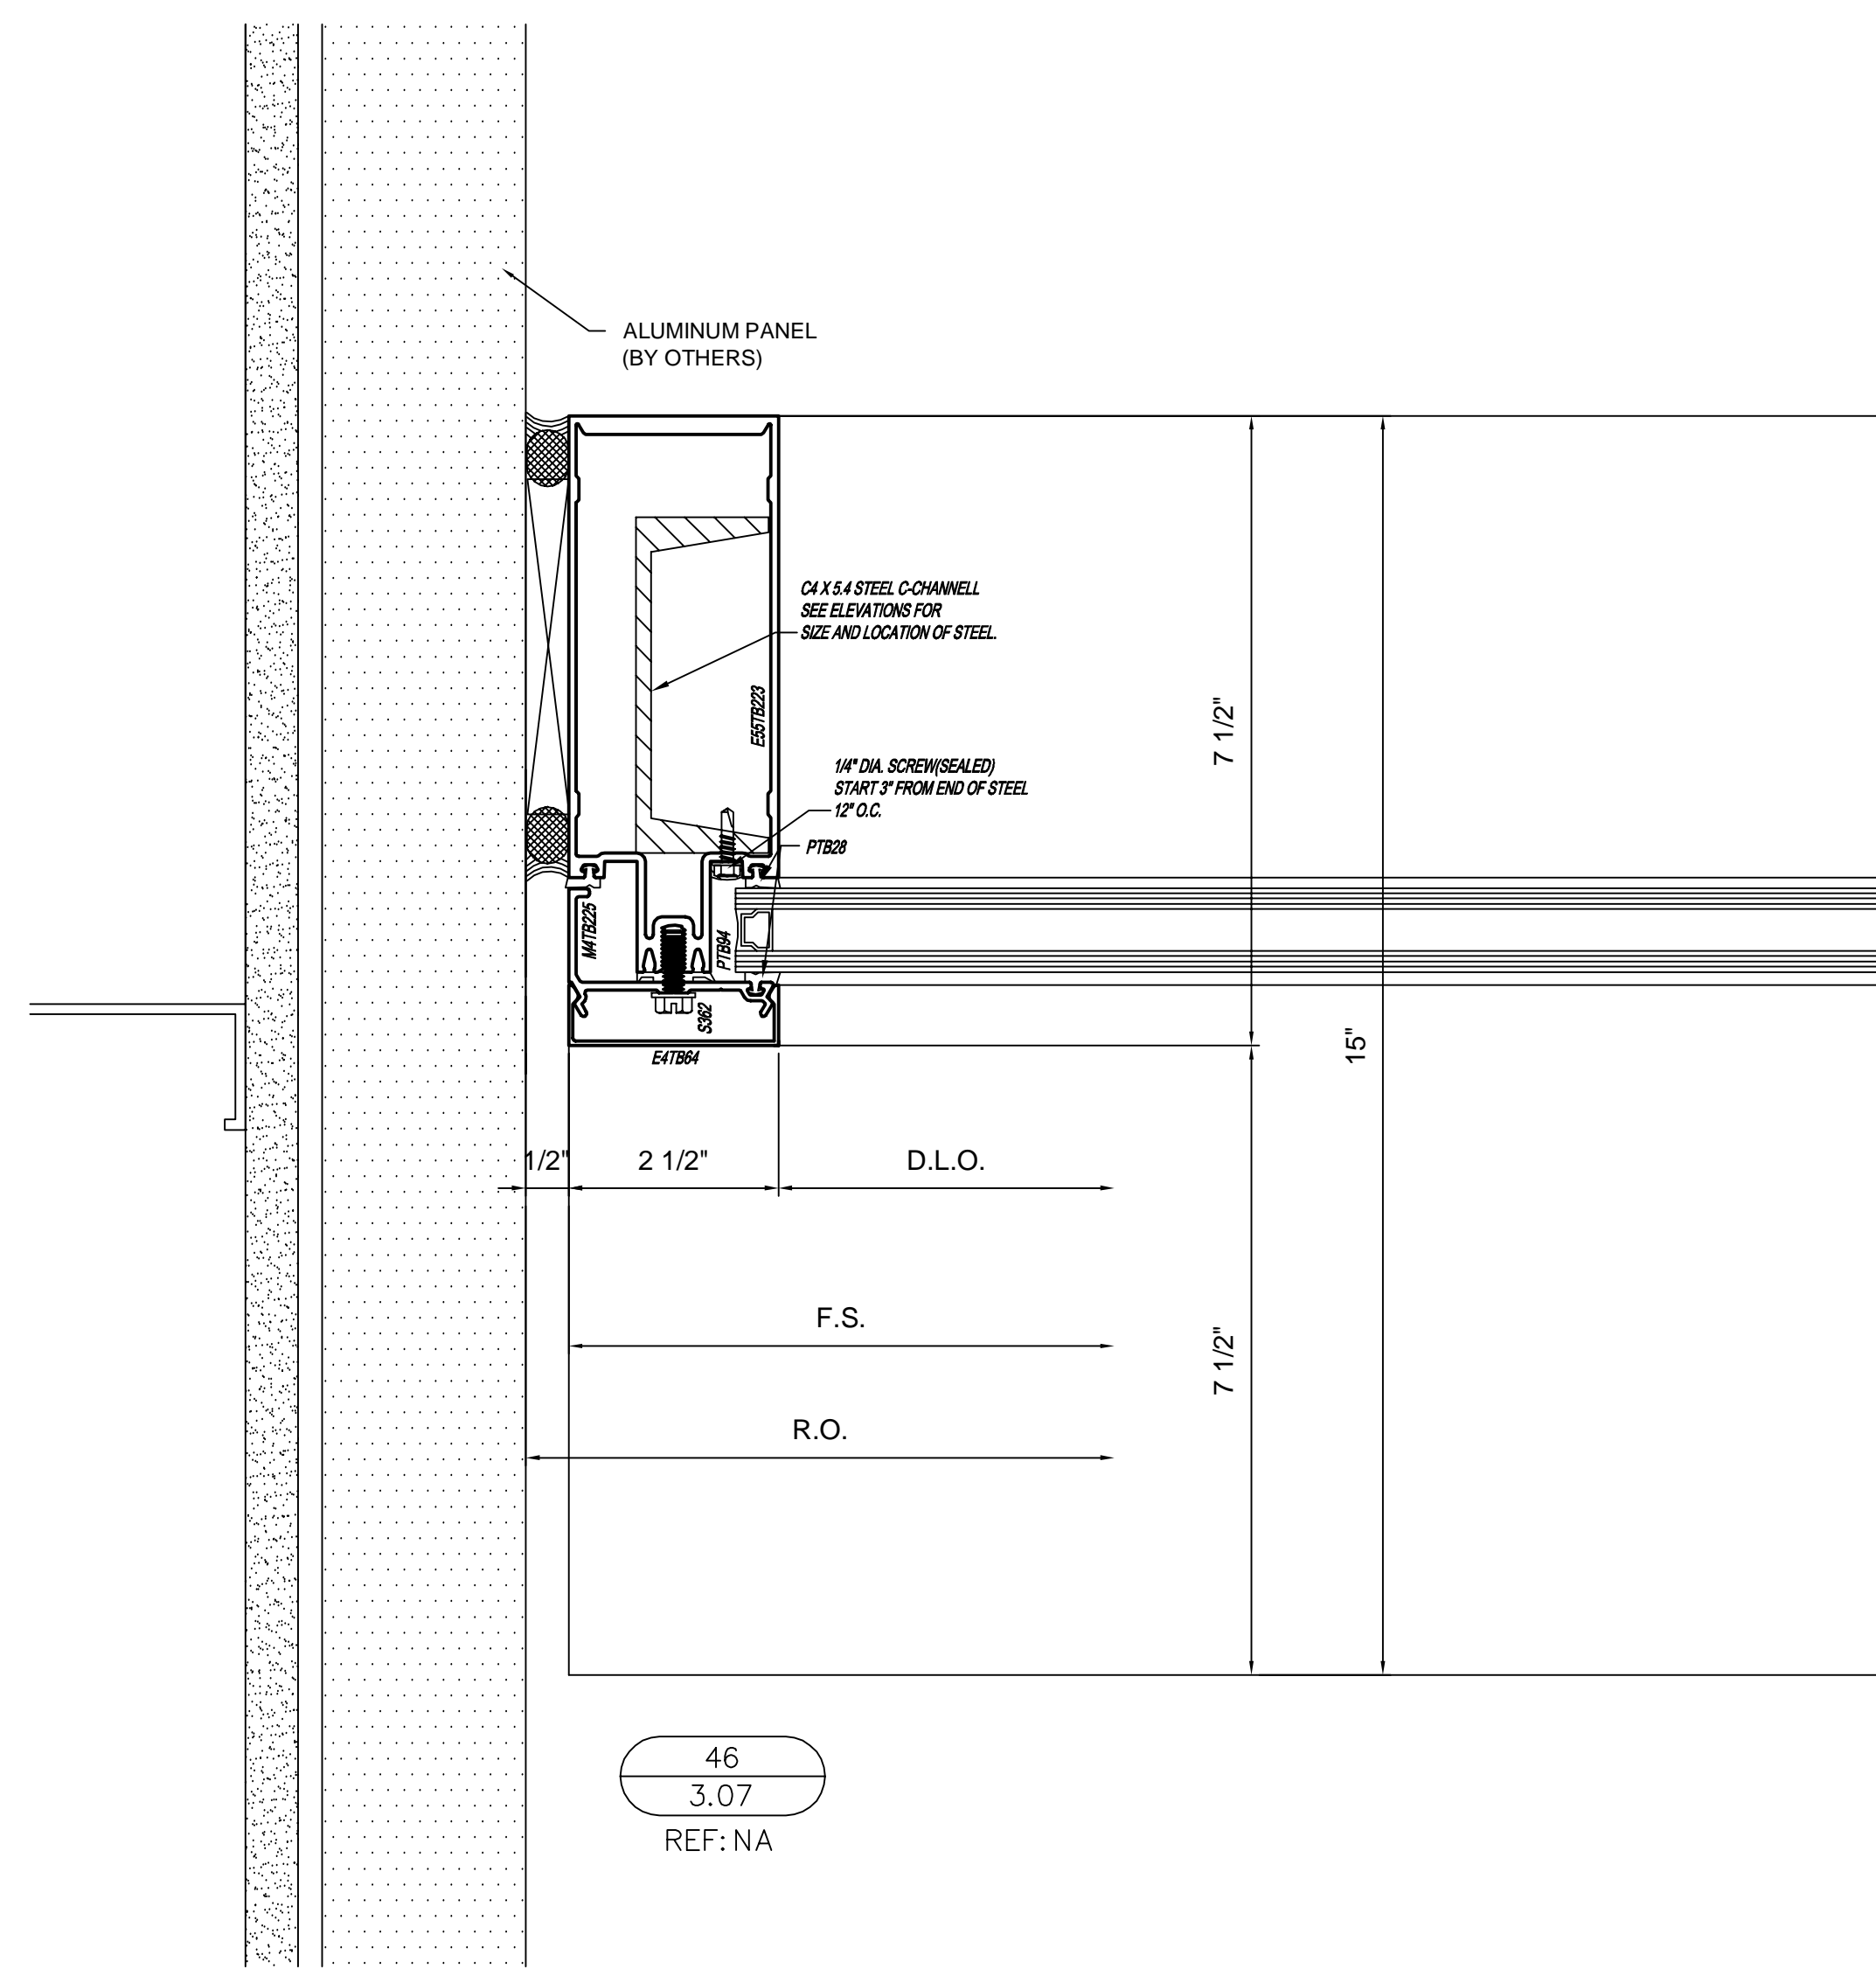 ALUMINUM PANEL
(BY OTHERS)
C4 X 5.4 STEEL C-CHANNELL
SEE ELEVATIONS FOR
SIZE AND LOCATION OF STEEL.
E55TB223
7 1/2"
1/4" DIA. SCREW(SEALED)
START 3" FROM END OF STEEL
12" O.C.
PTB28
M4TB225
PTB94
S362
E4TB64
15"
1/2"
2 1/2"
D.L.O.
F.S.
7 1/2"
R.O.
46
3.07
REF: NA